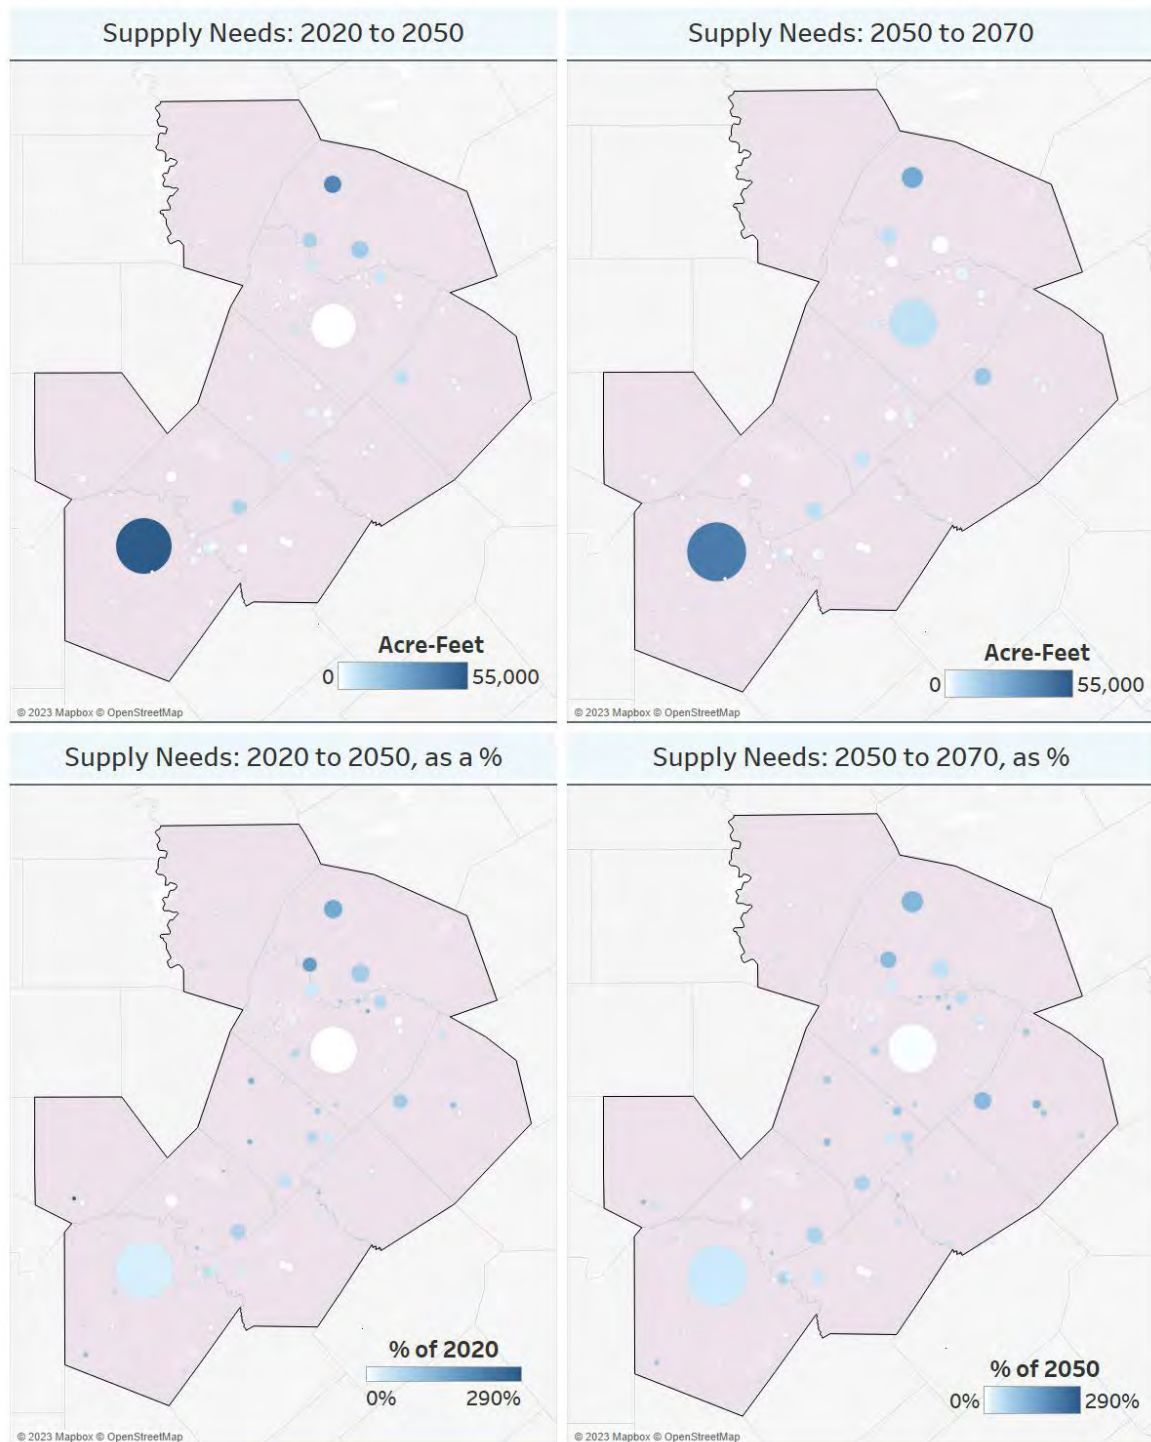 Suppply Needs: 2020 to 2050
Supply Needs: 2050 to 2070
Acre-Feet
0 55,000
© 2023 Mapbox © OpenStreetMap
Acre-Feet
0 55,000
© 2023 Mapbox © OpenStreetMap
Supply Needs: 2020 to 2050, as a %
Supply Needs: 2050 to 2070, as %
% of 2020
0% 290%
© 2023 Mapbox © OpenStreetMap
% of 2050
0% 290%
© 2023 Mapbox © OpenStreetMap